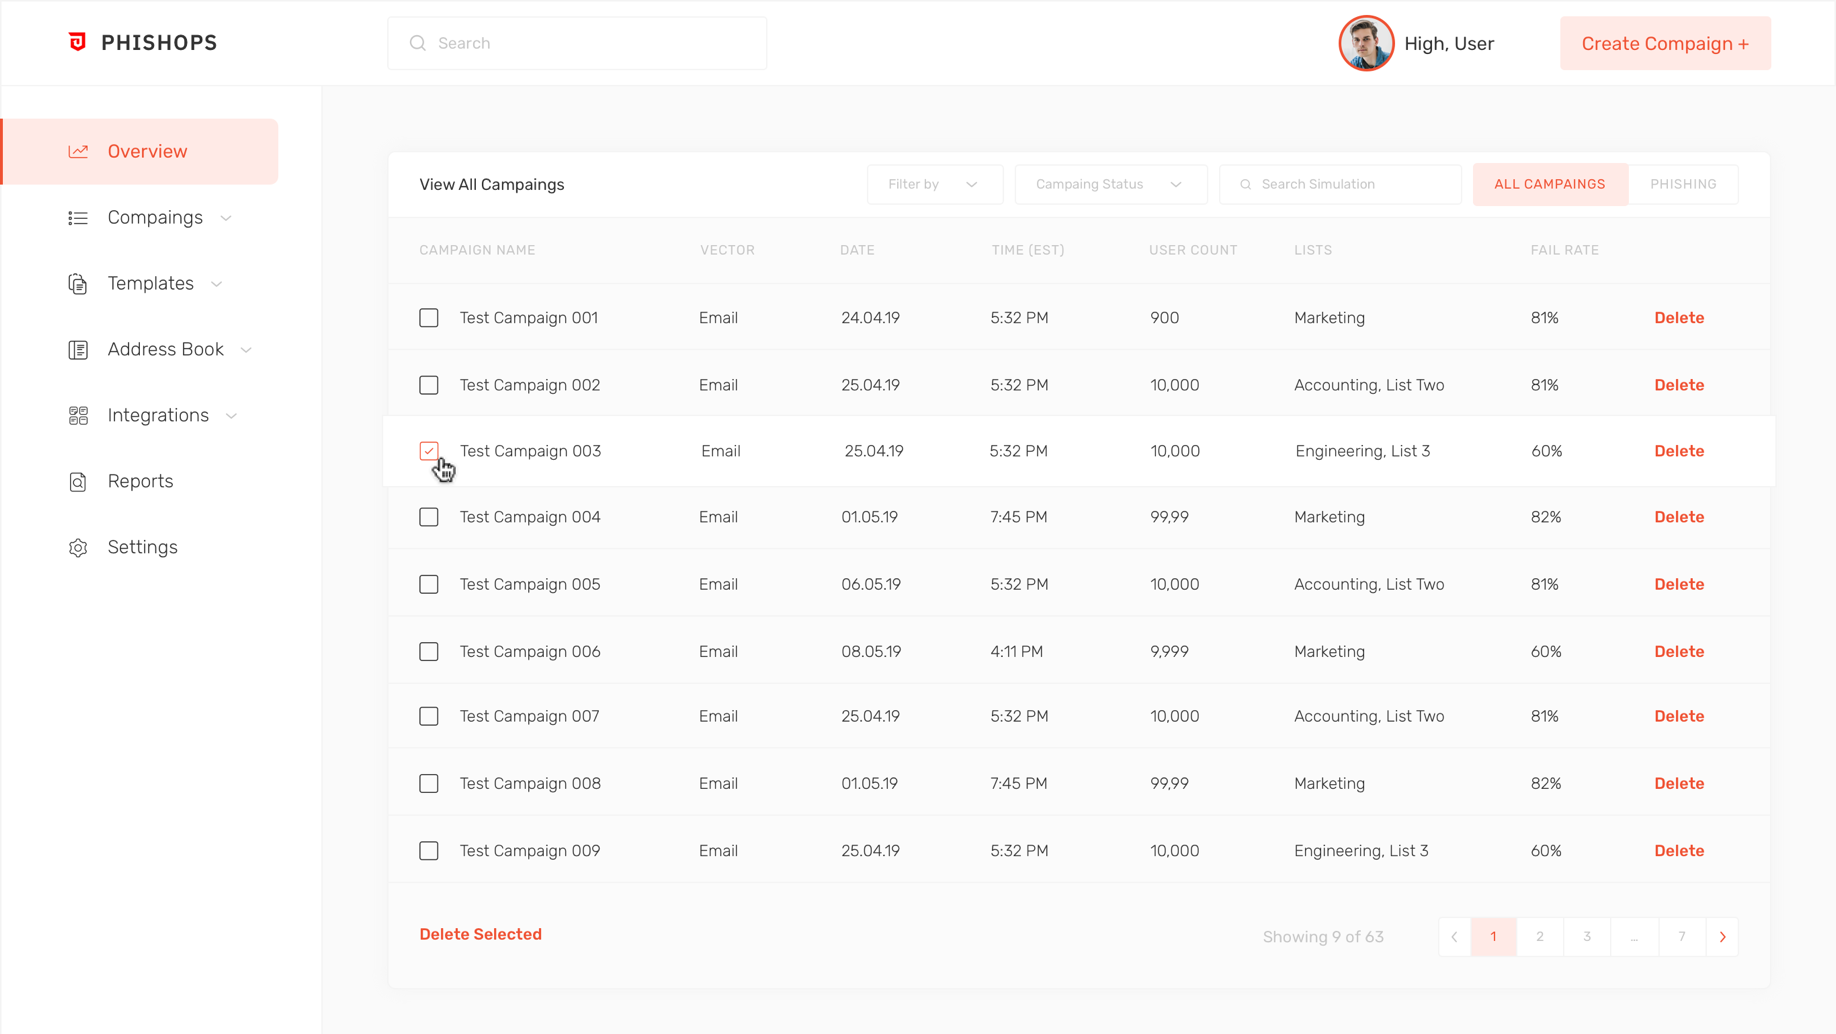 PHISHOPS
Search
High, User
Create Compaign +
Overview
Compaings
Templates
Address Book
Integrations
Reports
Settings
View All Campaings
Filter by
Campaing Status
Search Simulation
ALL CAMPAINGS
PHISHING
CAMPAIGN NAME VECTOR DATE TIME (EST) USER COUNT LISTS FAIL RATE
Test Campaign 001 Email 24.04.19 5:32 PM 900 Marketing 81% Delete
Test Campaign 002 Email 25.04.19 5:32 PM 10,000 Accounting, List Two 81% Delete
Test Campaign 003 Email 25.04.19 5:32 PM 10,000 Engineering, List 3 60% Delete
Test Campaign 004 Email 01.05.19 7:45 PM 99,99 Marketing 82% Delete
Test Campaign 005 Email 06.05.19 5:32 PM 10,000 Accounting, List Two 81% Delete
Test Campaign 006 Email 08.05.19 4:11 PM 9,999 Marketing 60% Delete
Test Campaign 007 Email 25.04.19 5:32 PM 10,000 Accounting, List Two 81% Delete
Test Campaign 008 Email 01.05.19 7:45 PM 99,99 Marketing 82% Delete
Test Campaign 009 Email 25.04.19 5:32 PM 10,000 Engineering, List 3 60% Delete
Delete Selected
Showing 9 of 63
1 2 3 ... 7